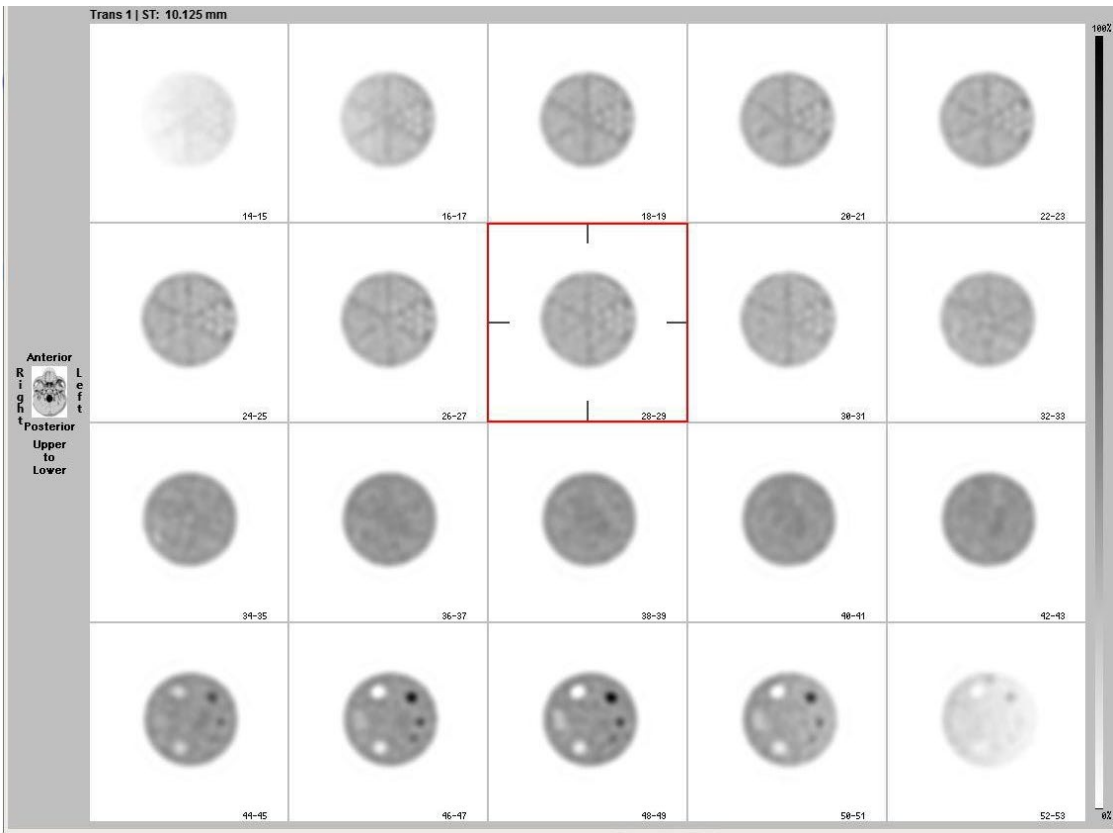 Trans 1 | ST: 10.125 mm
100%
14-15
16-17
18-19
20-21
22-23
24-25
26-27
28-29
30-31
32-33
Anterior
Right
Left
Posterior
Upper
to
Lower
34-35
36-37
38-39
40-41
42-43
44-45
46-47
48-49
50-51
52-53
0%